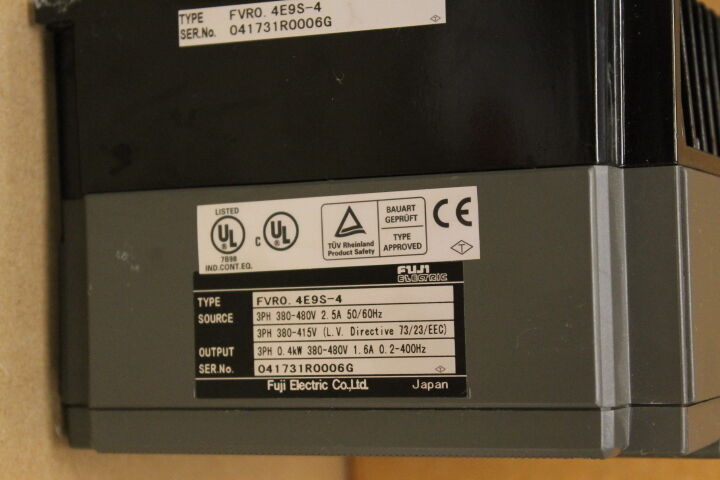 TYPE FVR0. 4E9S-4
SER.No. 041731R0006G
LISTED
UL
7B98
IND.CONT.EQ.
C UL
TÜV Rheinland
Product Safety
BAUART
GEPRÜFT
TYPE
APPROVED
CE
FUJI
ELECTRIC
TYPE FVR0. 4E9S-4
SOURCE 3PH 380-480V 2.5A 50/60Hz
3PH 380-415V (L.V. Directive 73/23/EEC)
OUTPUT 3PH 0.4kW 380-480V 1.6A 0.2-400Hz
SER.No. 041731R0006G
Fuji Electric Co.,Ltd. Japan